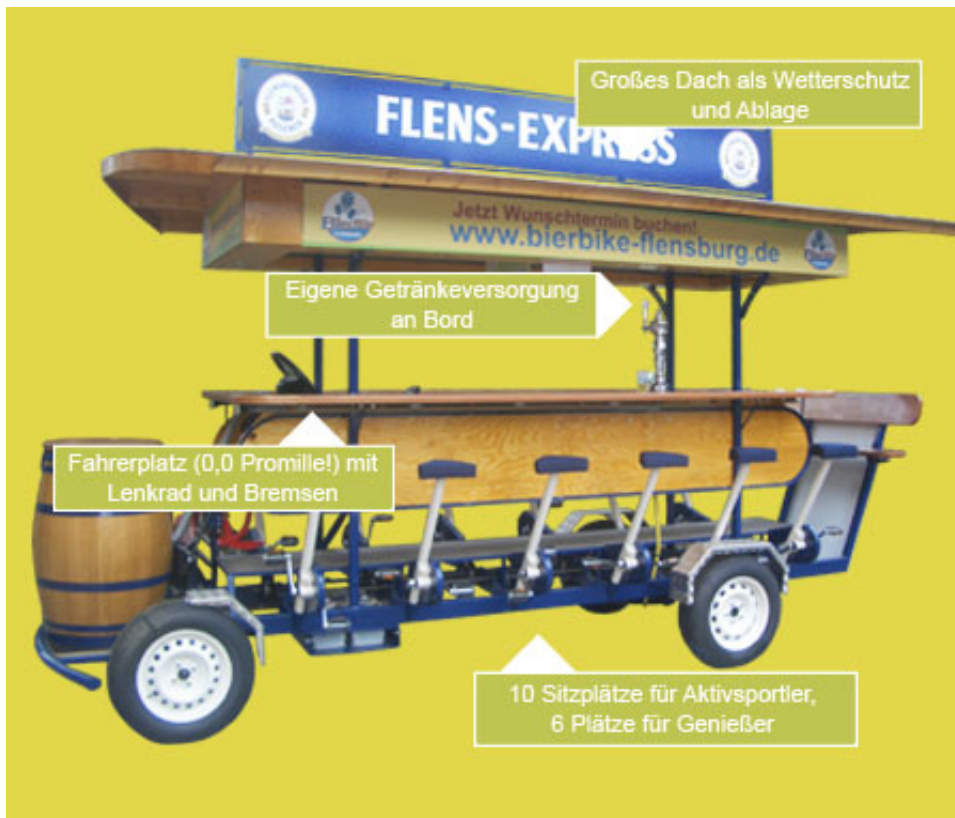 Großes Dach als Wetterschutz
und Ablage
FLENS-EXPRESS
Jetzt Wunschtermin buchen!
www.bierbike-flensburg.de
Eigene Getränkeversorgung
an Bord
Fahrerplatz (0,0 Promille!) mit
Lenkrad und Bremsen
10 Sitzplätze für Aktivsportler,
6 Plätze für Genießer